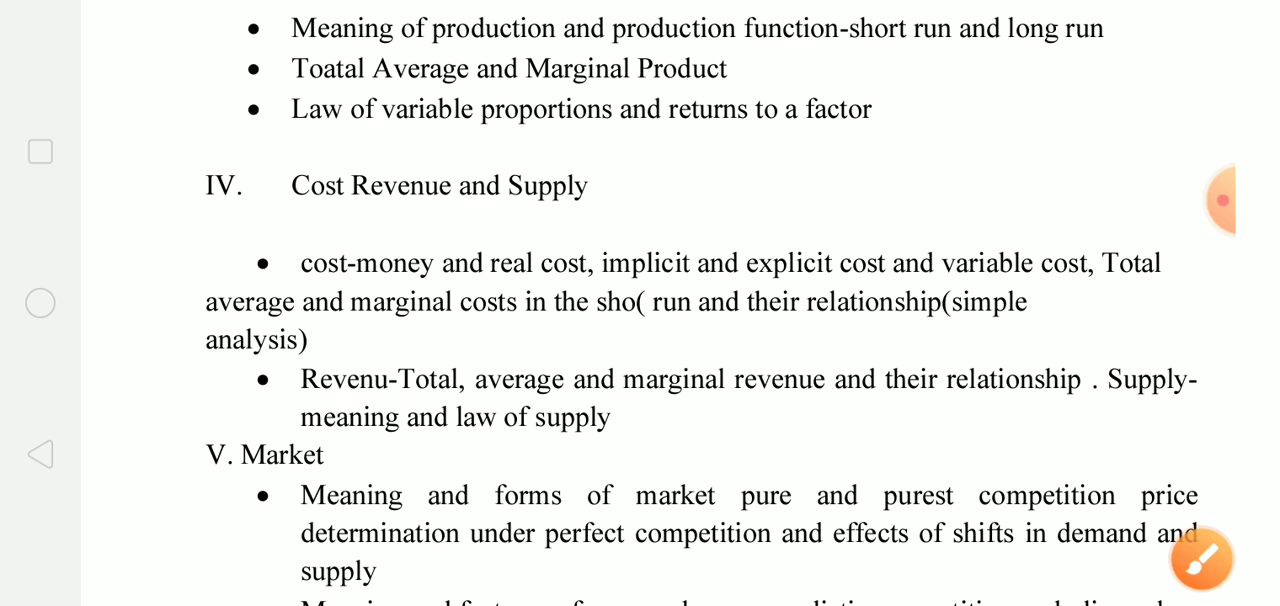 • Meaning of production and production function-short run and long run
• Toatal Average and Marginal Product
• Law of variable proportions and returns to a factor
IV. Cost Revenue and Supply
• cost-money and real cost, implicit and explicit cost and variable cost, Total
average and marginal costs in the sho( run and their relationship(simple
analysis)
• Revenu-Total, average and marginal revenue and their relationship . Supply-
meaning and law of supply
V. Market
• Meaning and forms of market pure and purest competition price
determination under perfect competition and effects of shifts in demand and
supply